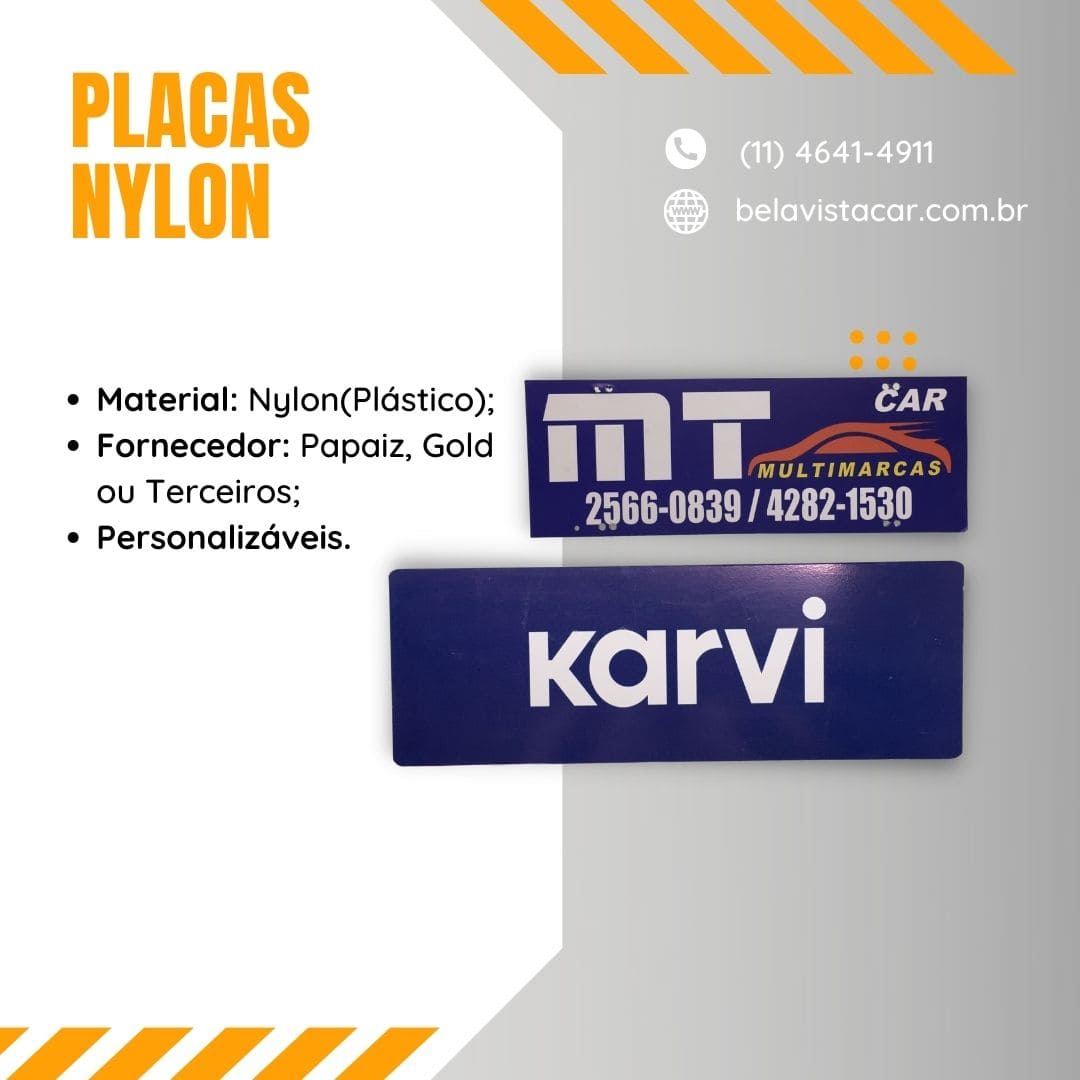 PLACAS
NYLON
(11) 4641-4911
www
belavistacar.com.br
• Material: Nylon(Plástico);
• Fornecedor: Papaiz, Gold
ou Terceiros;
• Personalizáveis.
MT
CAR
MULTIMARCAS
2566-0839 / 4282-1530
karvi